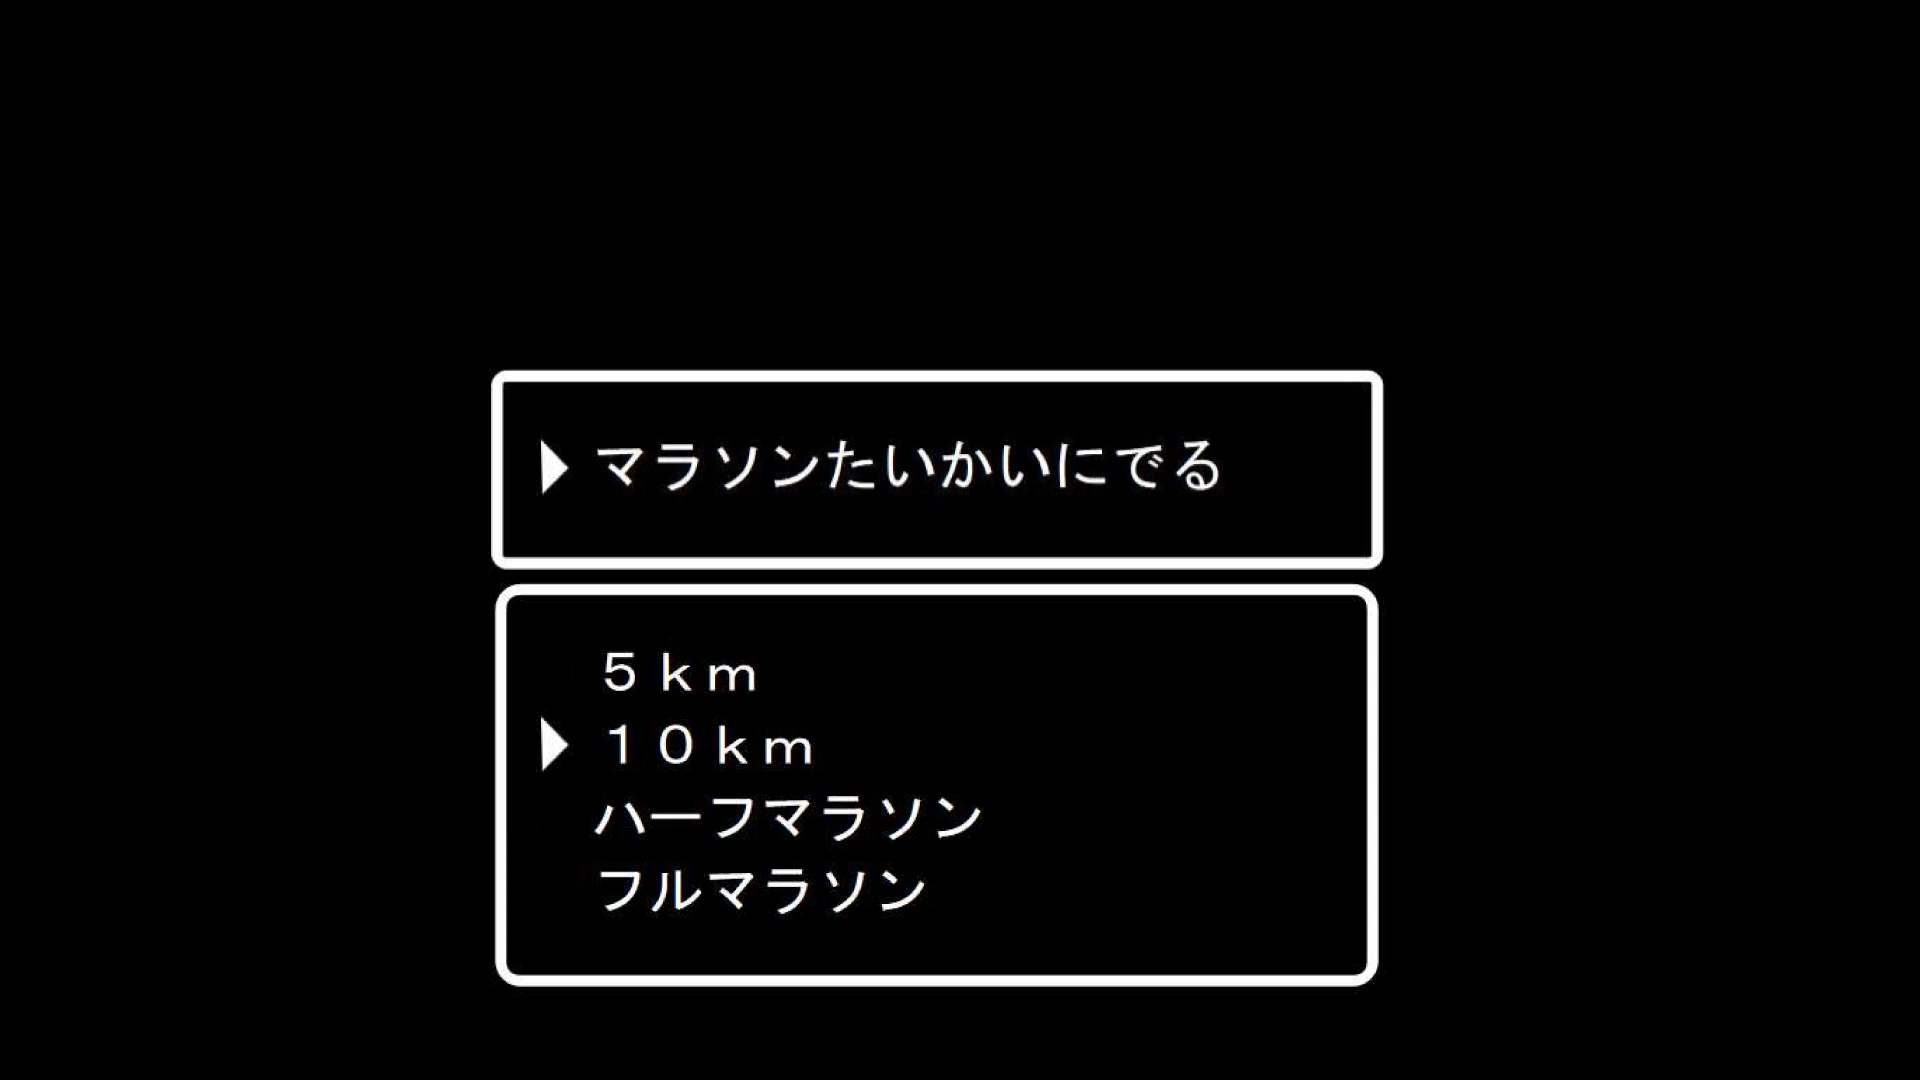 ▶マラソンたいかいにでる
５ｋｍ
▶１０ｋｍ
ハーフマラソン
フルマラソン